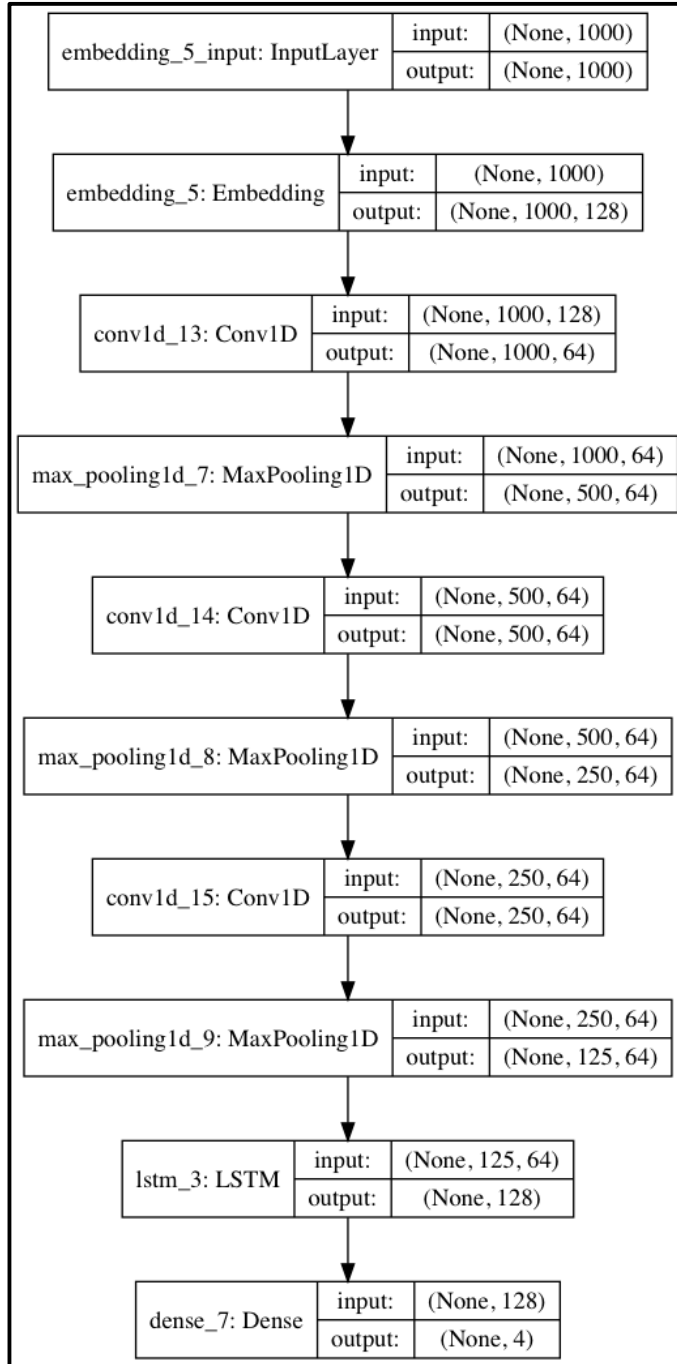 embedding_5_input: InputLayer
input: (None, 1000)
output: (None, 1000)
embedding_5: Embedding
input: (None, 1000)
output: (None, 1000, 128)
conv1d_13: Conv1D
input: (None, 1000, 128)
output: (None, 1000, 64)
max_pooling1d_7: MaxPooling1D
input: (None, 1000, 64)
output: (None, 500, 64)
conv1d_14: Conv1D
input: (None, 500, 64)
output: (None, 500, 64)
max_pooling1d_8: MaxPooling1D
input: (None, 500, 64)
output: (None, 250, 64)
conv1d_15: Conv1D
input: (None, 250, 64)
output: (None, 250, 64)
max_pooling1d_9: MaxPooling1D
input: (None, 250, 64)
output: (None, 125, 64)
lstm_3: LSTM
input: (None, 125, 64)
output: (None, 128)
dense_7: Dense
input: (None, 128)
output: (None, 4)